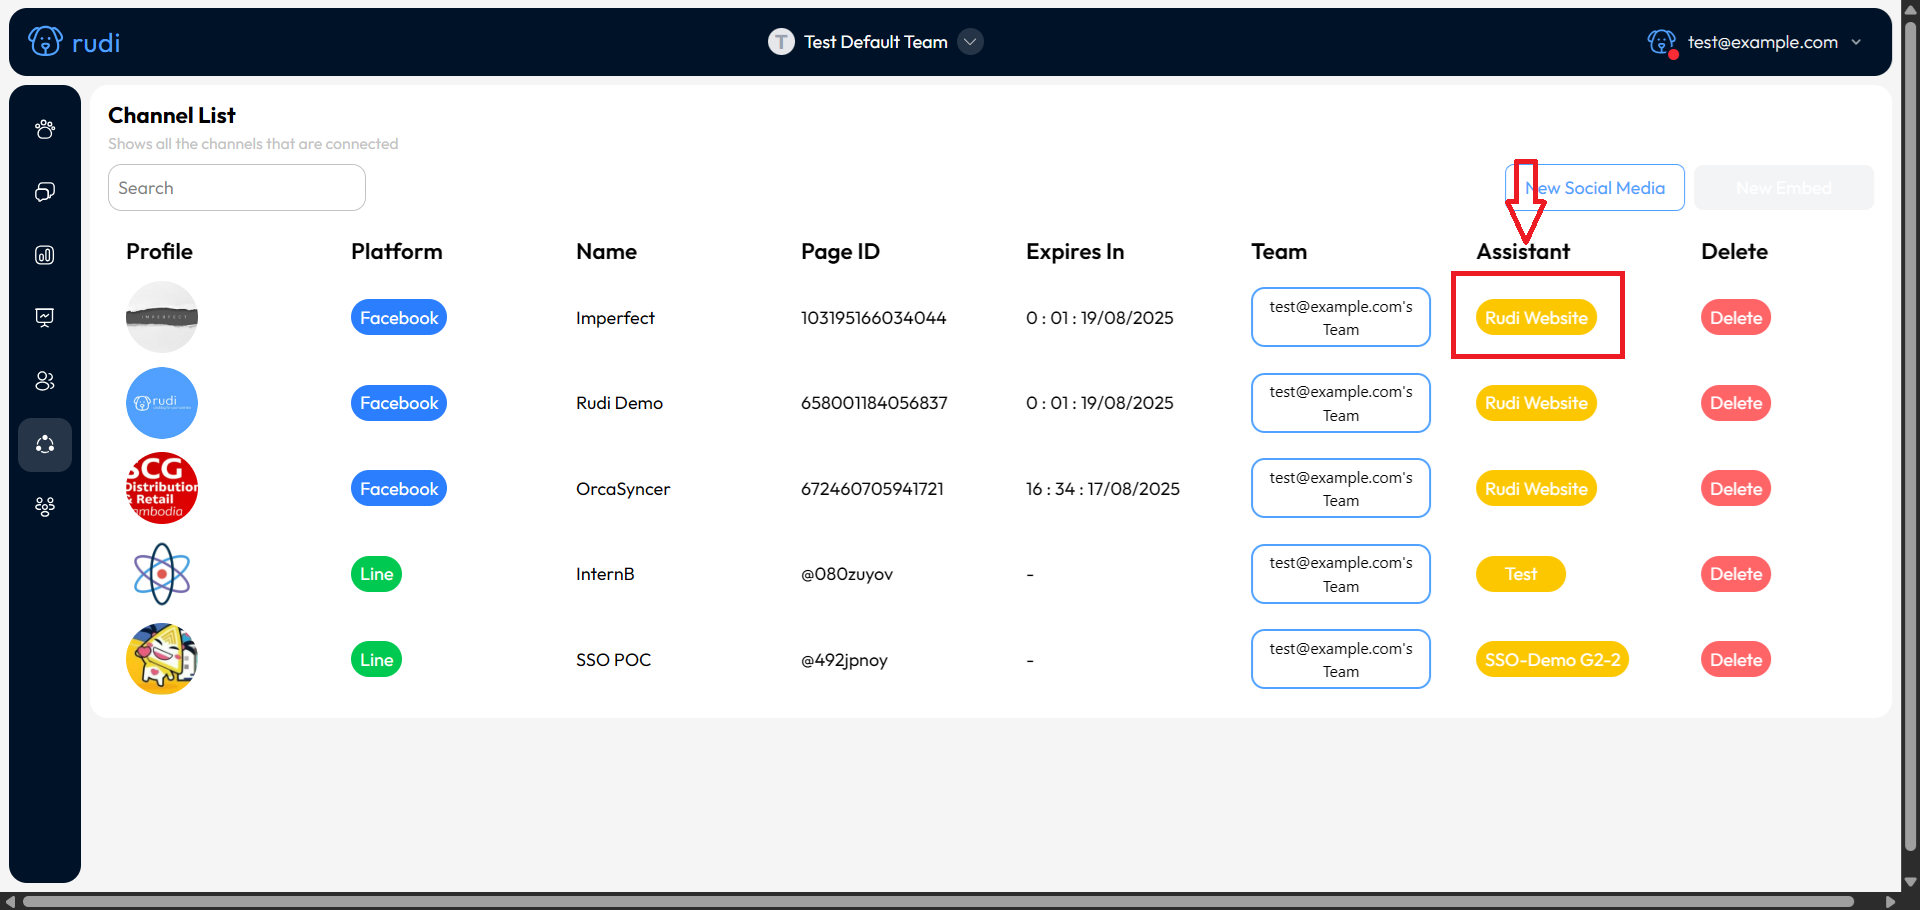 rudi
T Test Default Team
test@example.com
Channel List
Shows all the channels that are connected
Search
New Social Media
New Embed
Profile Platform Name Page ID Expires In Team Assistant Delete
IMPERFECT Facebook Imperfect 103195166034044 0 : 01 : 19/08/2025 test@example.com's Rudi Website Delete
Team
rudi Facebook Rudi Demo 658001184056837 0 : 01 : 19/08/2025 test@example.com's Rudi Website Delete
Team
SCG
Distribution
& Retail
ambodia
Facebook OrcaSyncer 672460705941721 16 : 34 : 17/08/2025 test@example.com's Rudi Website Delete
Team
Line InternB @080zuyov - test@example.com's Test Delete
Team
Line SSO POC @492jpnoy - test@example.com's SSO-Demo G2-2 Delete
Team